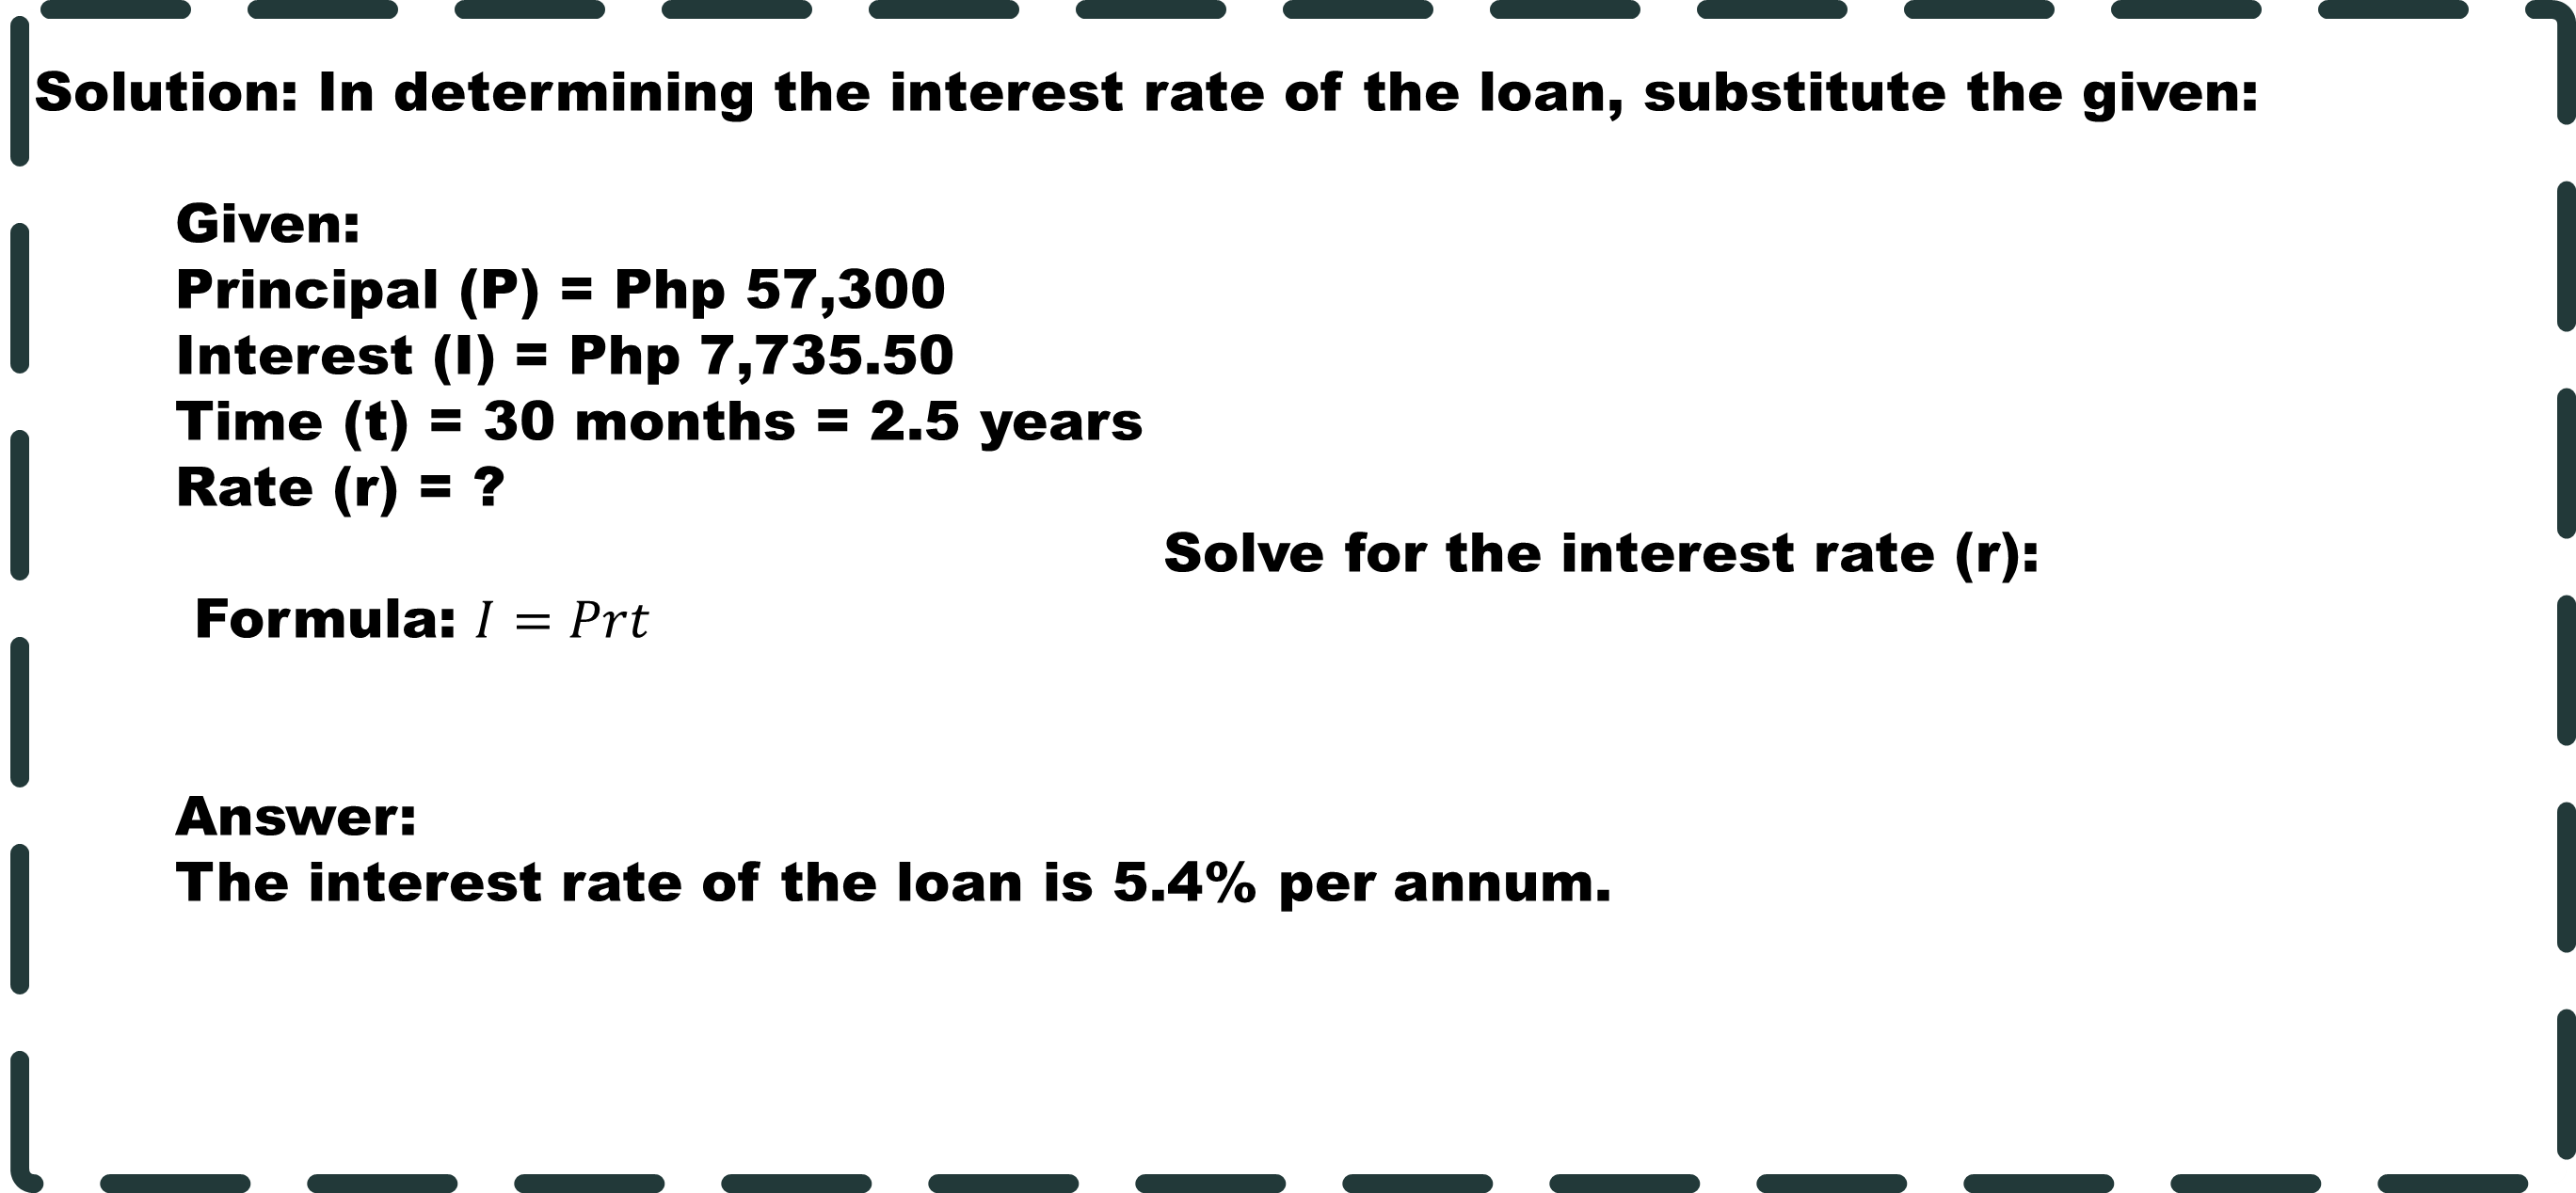 Solution: In determining the interest rate of the loan, substitute the given:
Given:
Principal (P) = Php 57,300
Interest (I) = Php 7,735.50
Time (t) = 30 months = 2.5 years
Rate (r) = ?
Solve for the interest rate (r):
Formula: I = Prt
Answer:
The interest rate of the loan is 5.4% per annum.